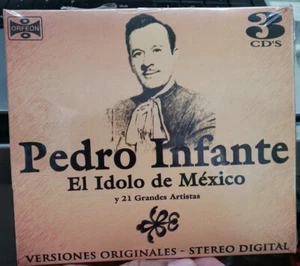 ORFEON
3
CD'S
Pedro Infante
El Idolo de México
y 21 Grandes Artistas
VERSIONES ORIGINALES - STEREO DIGITAL